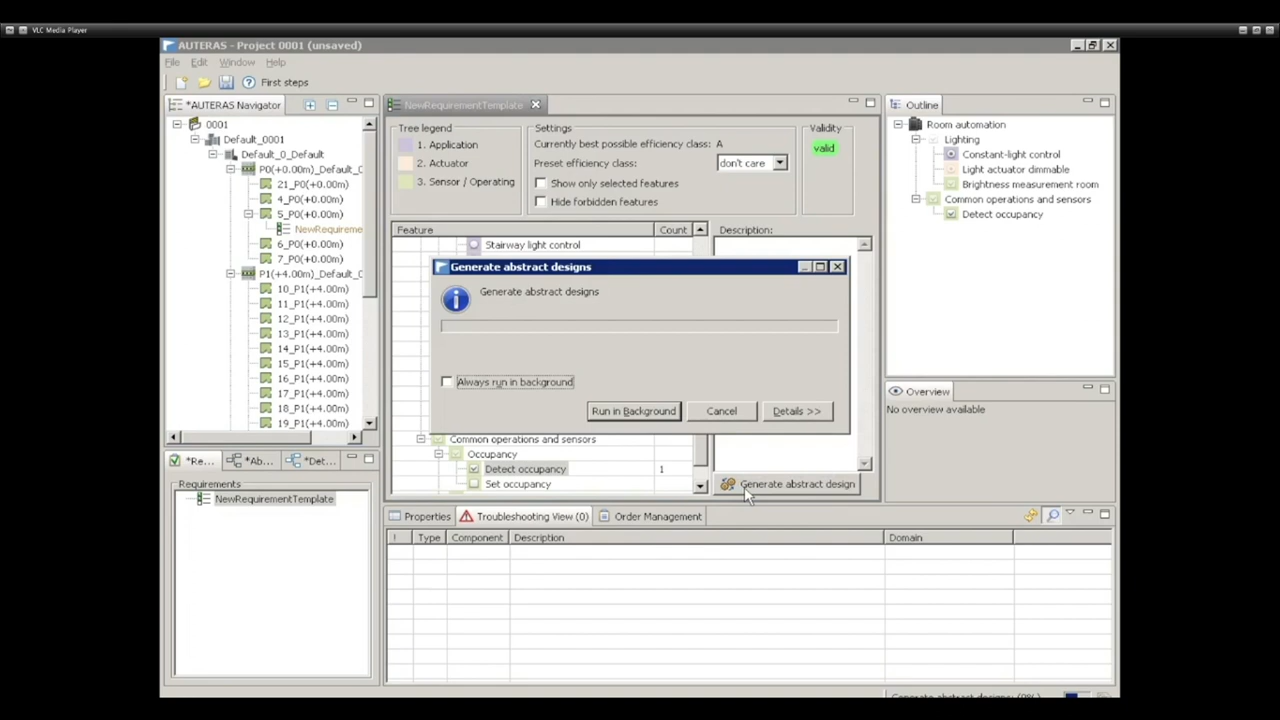 VLC Media Player
AUTERAS - Project 0001 (unsaved)
File Edit Window Help
First steps
*AUTERAS Navigator
0001
Default_0001
Default_0_Default
P0(+0.00m)_Default_0
21_P0(+0.00m)
4_P0(+0.00m)
5_P0(+0.00m)
NewRequireme
6_P0(+0.00m)
7_P0(+0.00m)
P1(+4.00m)_Default_0
10_P1(+4.00m)
11_P1(+4.00m)
12_P1(+4.00m)
13_P1(+4.00m)
14_P1(+4.00m)
15_P1(+4.00m)
16_P1(+4.00m)
17_P1(+4.00m)
18_P1(+4.00m)
19_P1(+4.00m)
*Re... *Ab... *Det...
Requirements
NewRequirementTemplate
NewRequirementTemplate
Tree legend
1. Application
2. Actuator
3. Sensor / Operating
Settings
Currently best possible efficiency class: A
Preset efficiency class: don't care
Show only selected features
Hide forbidden features
Validity
valid
Feature Count Description:
Stairway light control
Generate abstract designs
Generate abstract designs
Always run in background
Run in Background Cancel Details >>
Common operations and sensors
Occupancy
Detect occupancy 1
Set occupancy
Generate abstract design
Outline
Room automation
Lighting
Constant-light control
Light actuator dimmable
Brightness measurement room
Common operations and sensors
Detect occupancy
Overview
No overview available
Properties Troubleshooting View (0) Order Management
! Type Component Description Domain
Generate abstract designs: (0%)